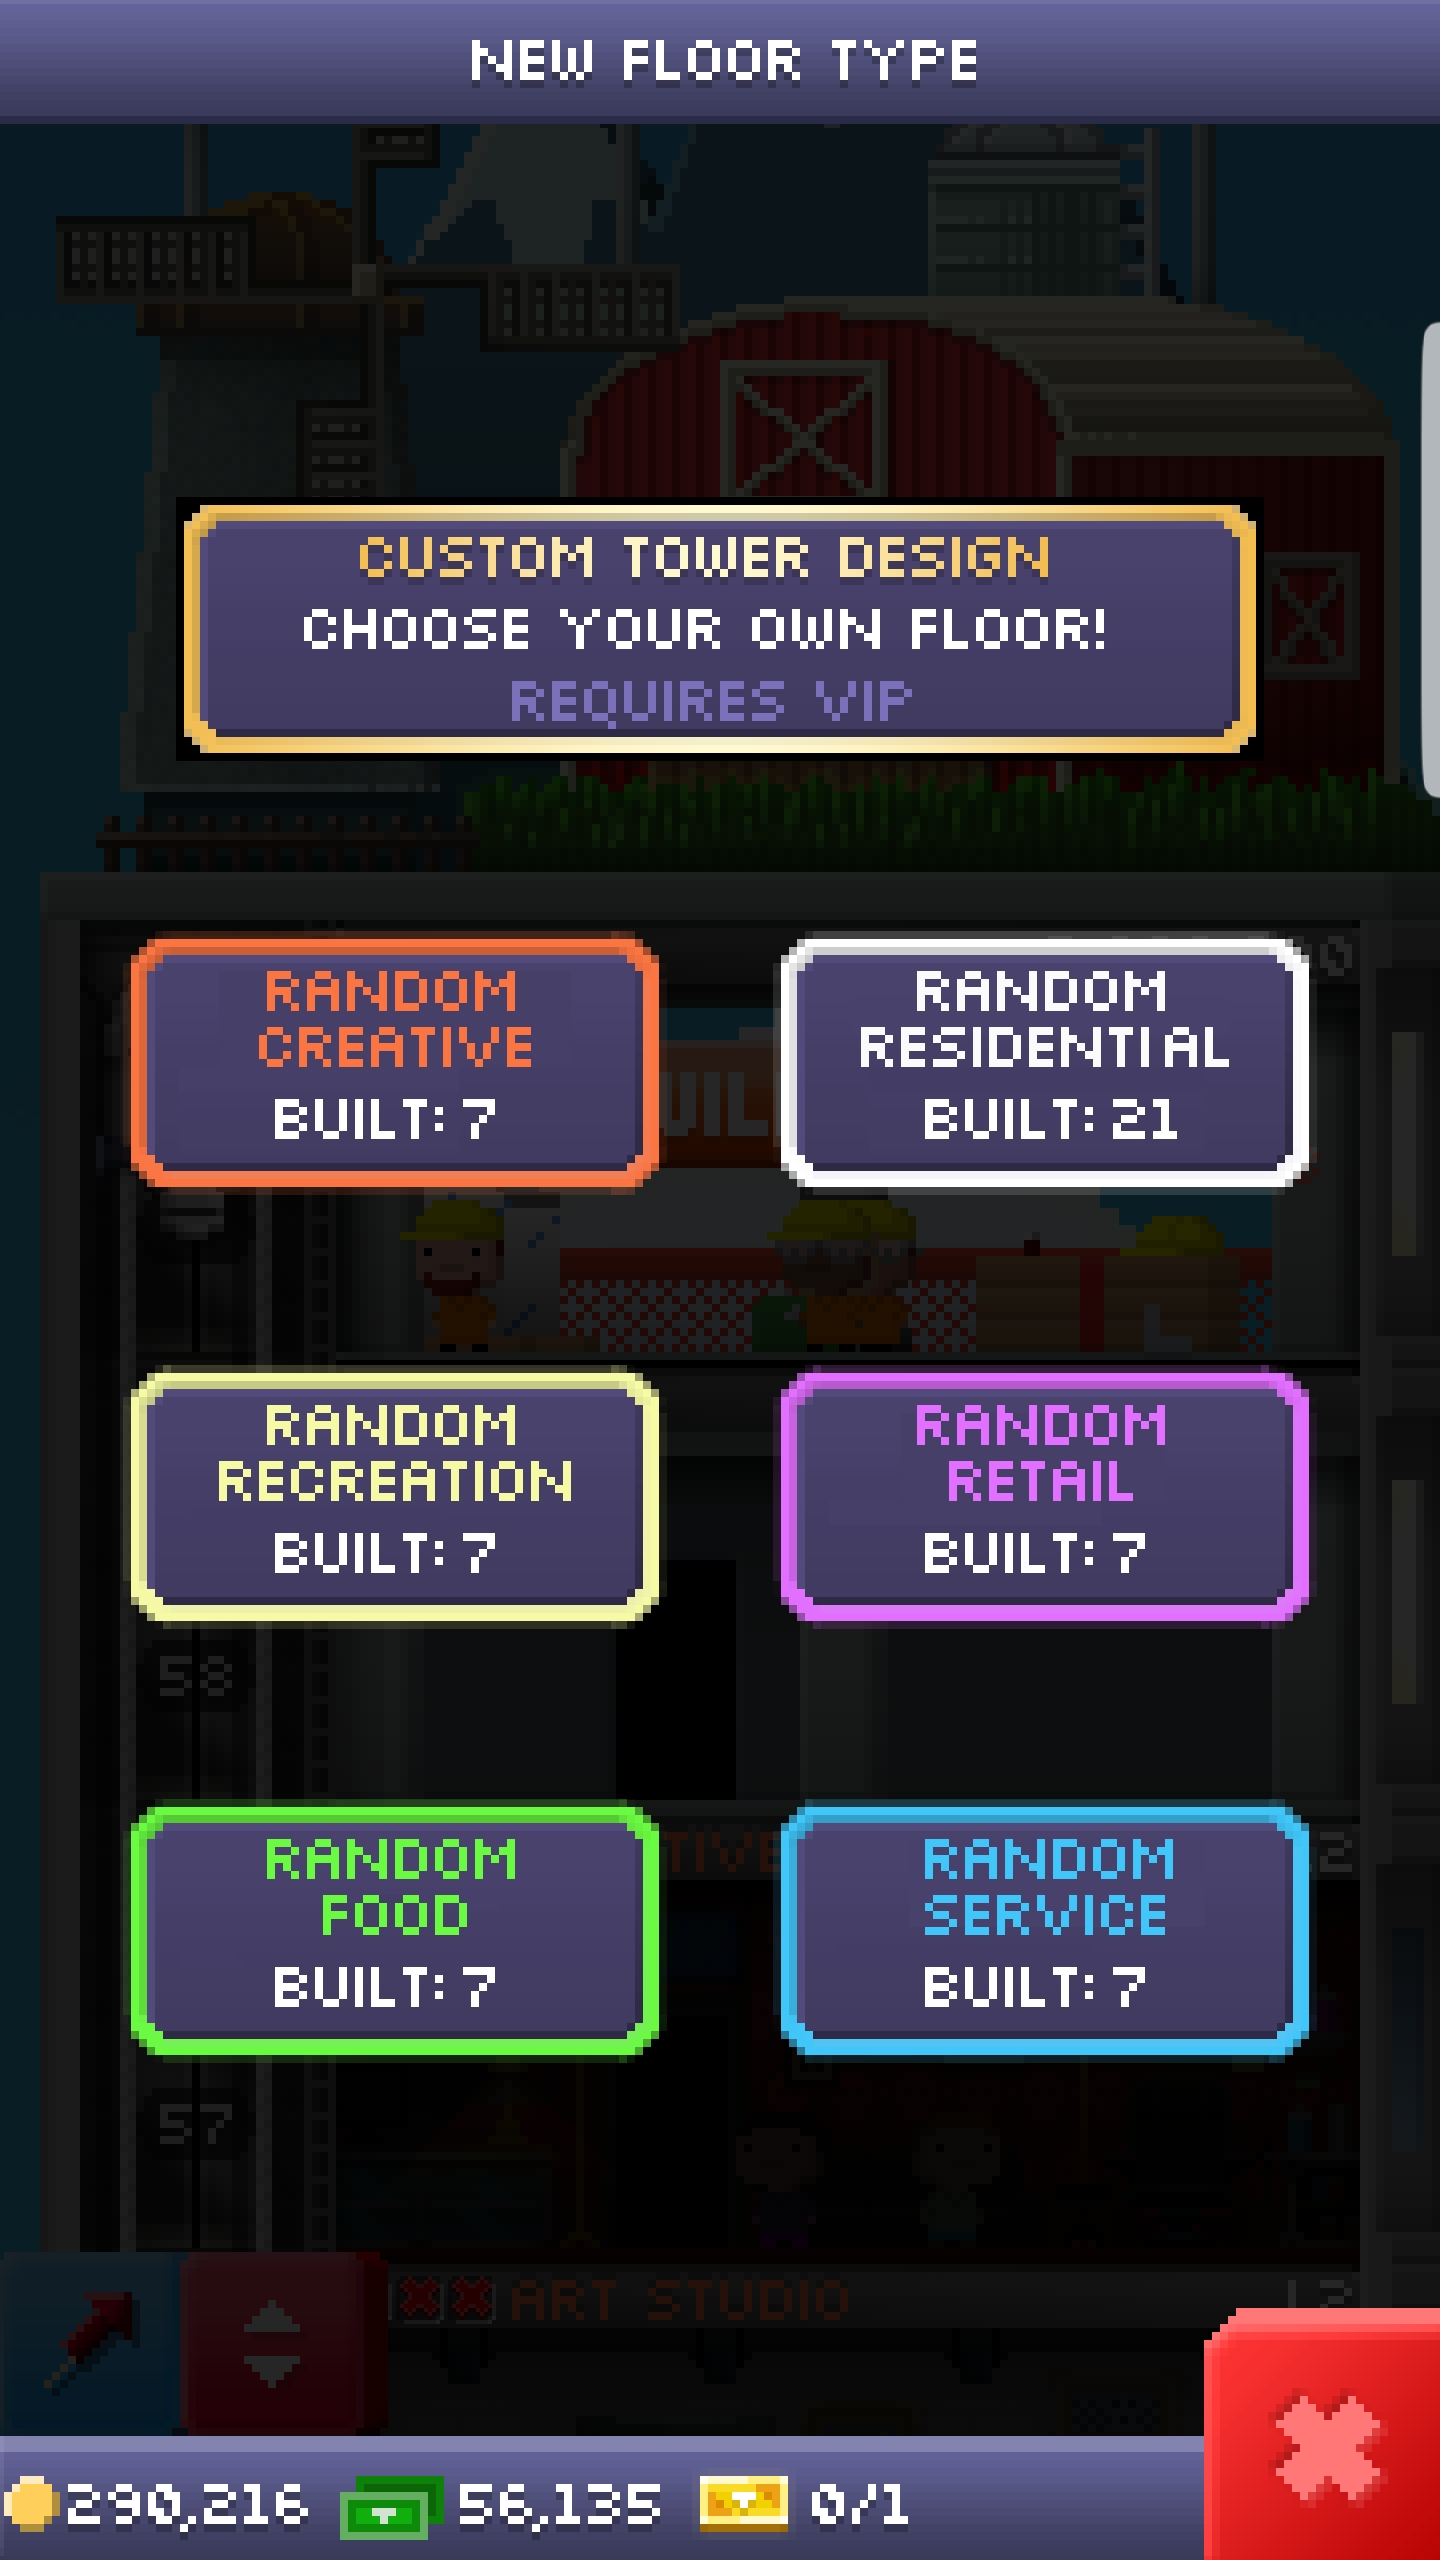 NEW FLOOR TYPE
CUSTOM TOWER DESIGN
CHOOSE YOUR OWN FLOOR!
REQUIRES VIP
RANDOM
CREATIVE
BUILT: 7
RANDOM
RESIDENTIAL
BUILT: 21
RANDOM
RECREATION
BUILT: 7
RANDOM
RETAIL
BUILT: 7
58
RANDOM
FOOD
BUILT: 7
RANDOM
SERVICE
BUILT: 7
57
ART STUDIO
290,216
56,135
0/1